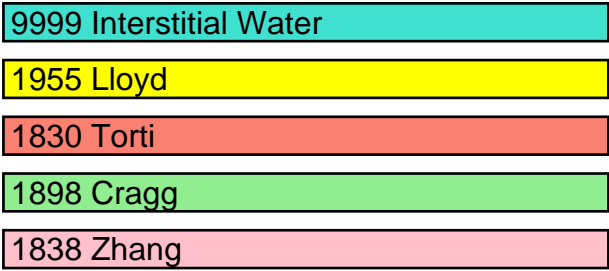 9999 Interstitial Water
1955 Lloyd
1830 Torti
1898 Cragg
1838 Zhang